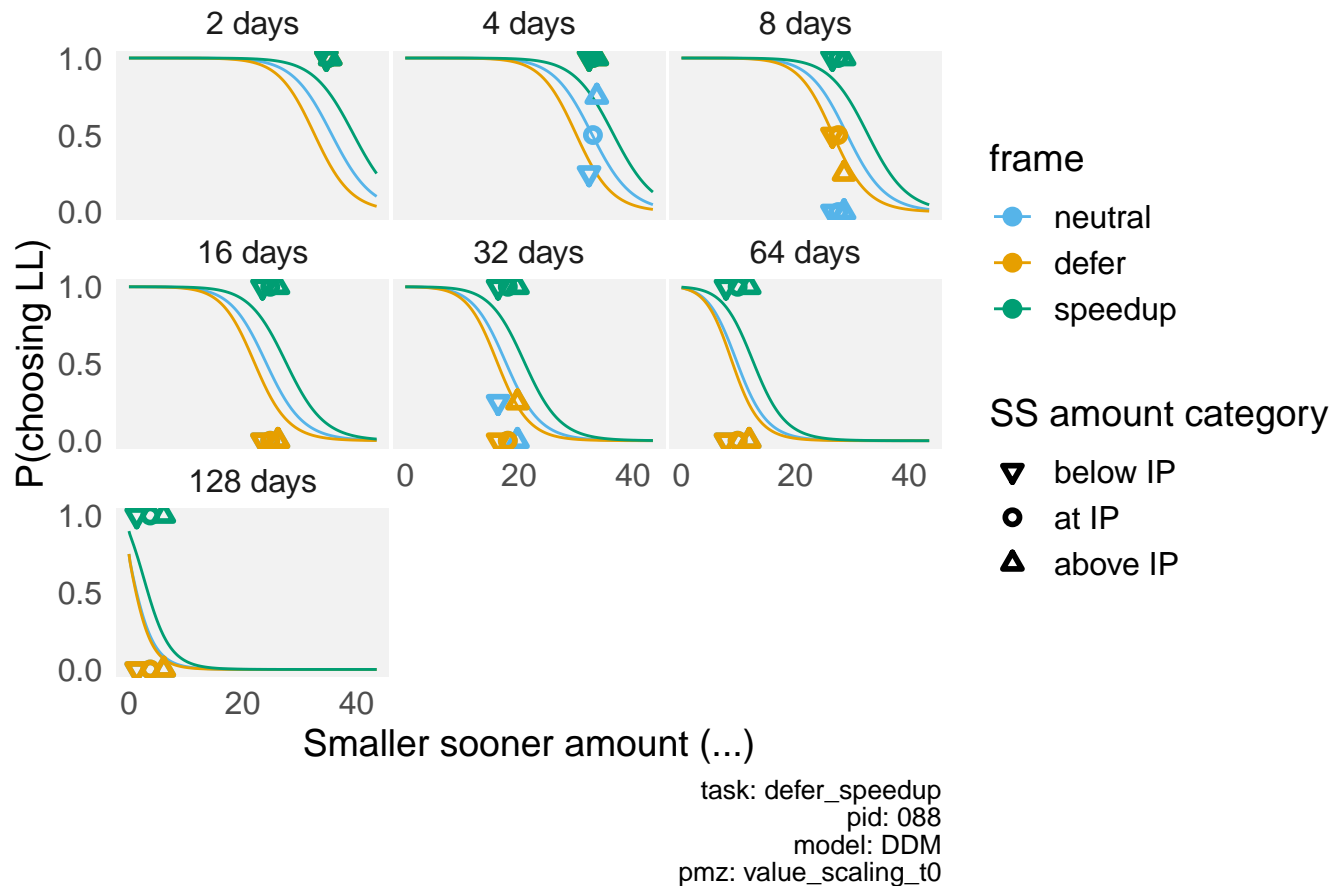 2 days 4 days 8 days
1.0
0.5
0.0
16 days 32 days 64 days
1.0
0.5
0.0
0 20 40 0 20 40
128 days
1.0
0.5
0.0
0 20 40
P(choosing LL)
Smaller sooner amount (...)
frame
neutral
defer
speedup
SS amount category
below IP
at IP
above IP
task: defer_speedup
pid: 088
model: DDM
pmz: value_scaling_t0